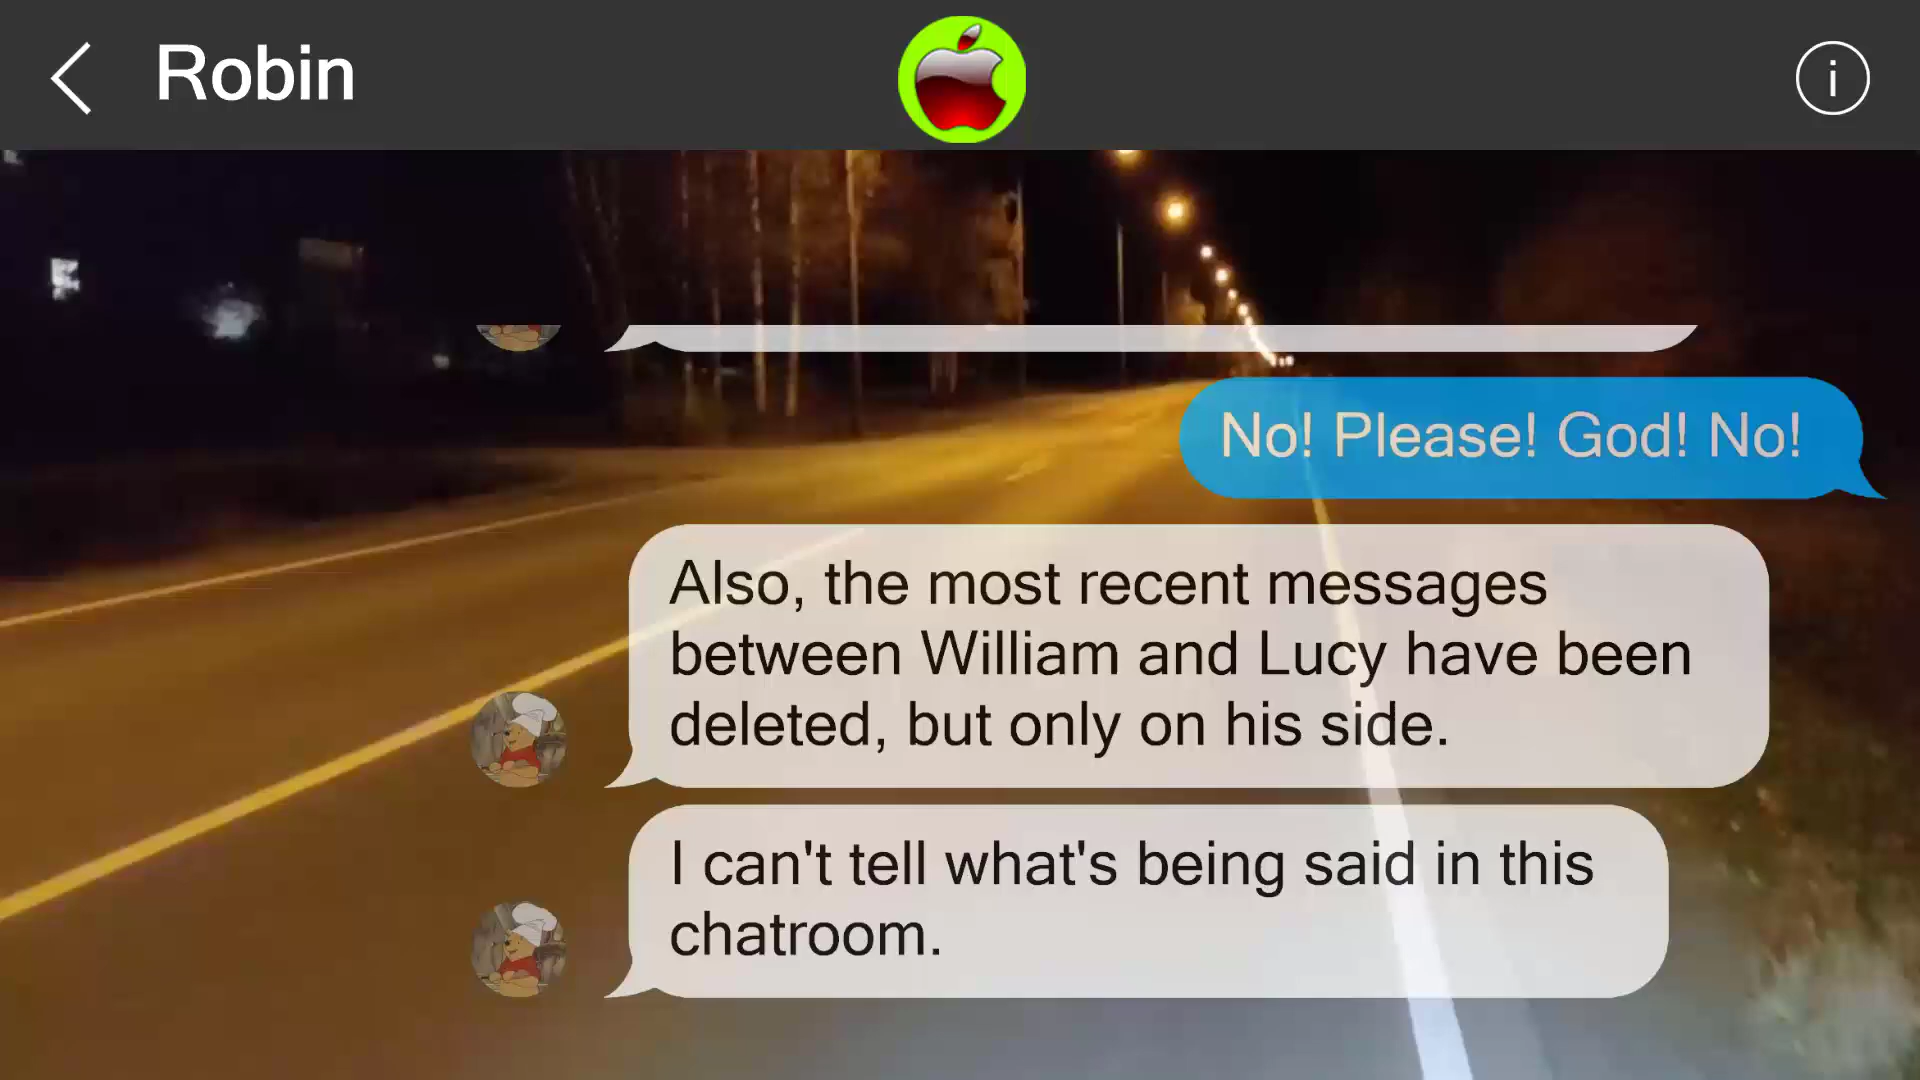 Robin
i
No! Please! God! No!
Also, the most recent messages
between William and Lucy have been
deleted, but only on his side.
I can't tell what's being said in this
chatroom.